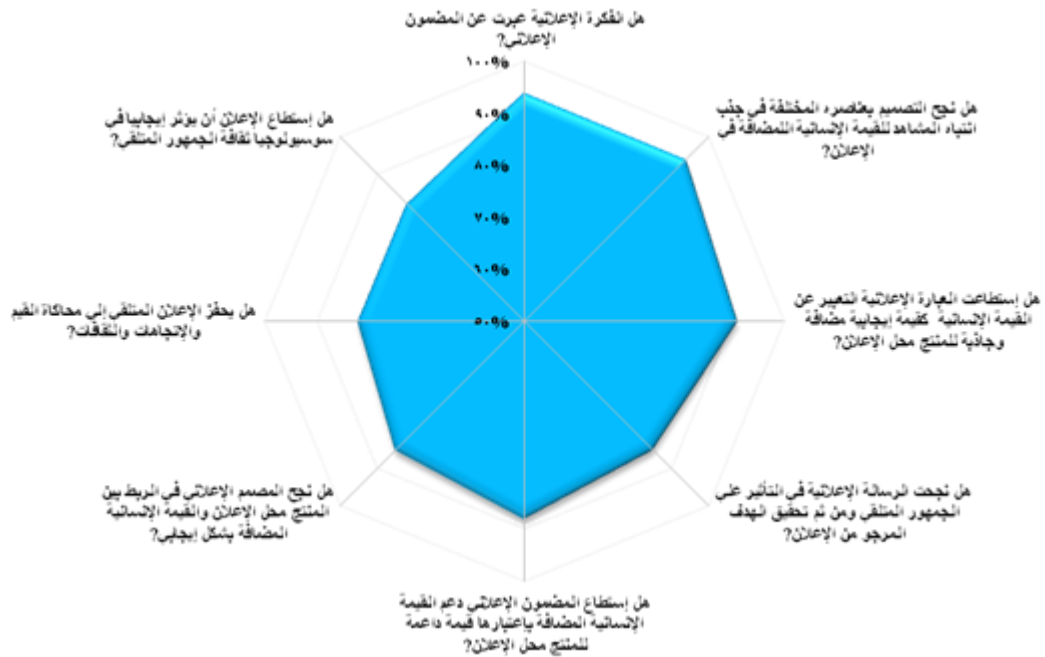 هل الفكرة الإعلانية عبرت عن المضمون
الإعلاني؟
١٠٠%
٩٠%
٨٠%
٧٠%
٦٠%
٥٠%
هل نجح التصميم بعناصره المختلفة في جذب
انتباه المشاهد للقيمة الإنسانية اللمضافة في
الإعلان؟
هل إستطاعت العبارة الإعلانية التعبير عن
القيمة الإنسانية كقيمة إيجابية مضافة
وجاذبة للمنتج محل الإعلان؟
هل نجحت الرسالة الإعلانية في التأثير على
الجمهور المتلقي ومن ثم تحقيق الهدف
المرجو من الإعلان؟
هل إستطاع المضمون الإعلاني دعم القيمة
الإنسانية المضافة بإعتبارها قيمة داعمة
للمنتج محل الإعلان؟
هل نجح المصمم الإعلاني في الربط بين
المنتج محل الإعلان والقيمة الإنسانية
المضافة بشكل إيجابي؟
هل يحفز الإعلان المتلقي إلى محاكاة القيم
والإتجاهات والثقافات؟
هل إستطاع الإعلان أن يؤثر إيجابيا في
سوسيولوجيا ثقافة الجمهور المتلقي؟